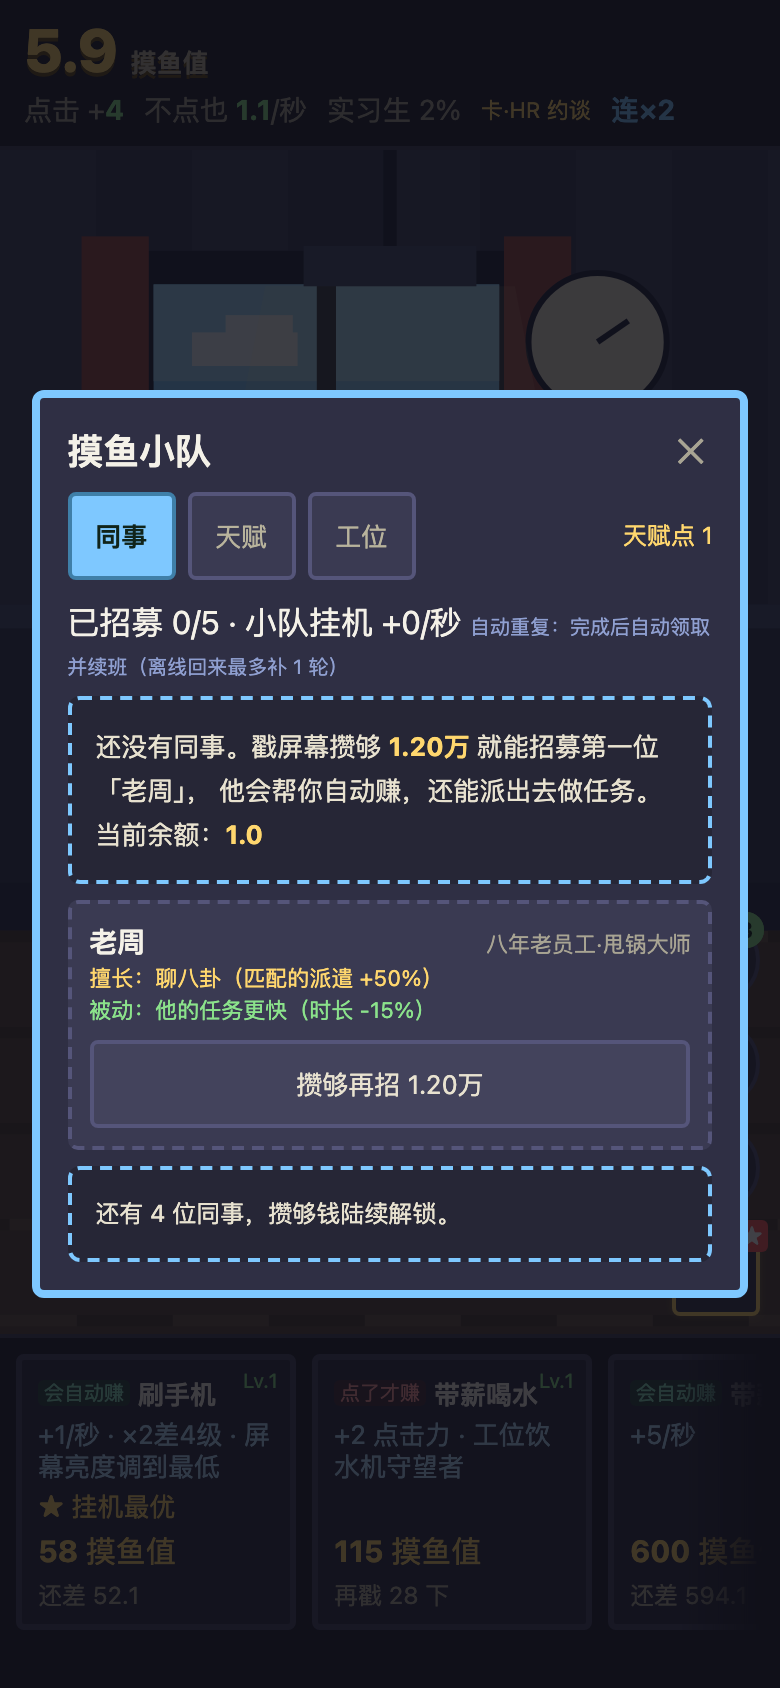 5.9 摸鱼值
点击 +4 不点也 1.1/秒 实习生 2% 卡·HR 约谈 连×2
摸鱼小队
同事 天赋 工位 天赋点 1
已招募 0/5 · 小队挂机 +0/秒 自动重复：完成后自动领取
并续班（离线回来最多补 1 轮）
还没有同事。戳屏幕攒够 1.20万 就能招募第一位
「老周」， 他会帮你自动赚，还能派出去做任务。
当前余额：1.0
老周 八年老员工·甩锅大师
擅长：聊八卦（匹配的派遣 +50%）
被动：他的任务更快（时长 -15%）
攒够再招 1.20万
还有 4 位同事，攒够钱陆续解锁。
会自动赚 刷手机 Lv.1
+1/秒 · ×2差4级 · 屏
幕亮度调到最低
挂机最优
58 摸鱼值
还差 52.1
点了才赚 带薪喝水 Lv.1
+2 点击力 · 工位饮
水机守望者
115 摸鱼值
再戳 28 下
会自动赚 带
+5/秒
600 摸鱼
还差 594.1